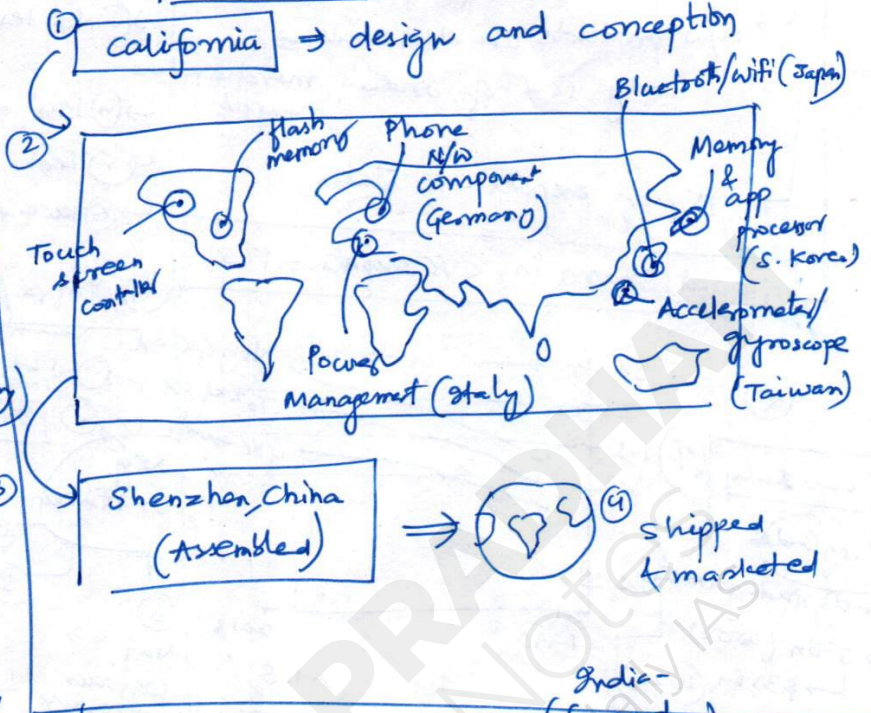 ① California ⇒ design and conception
Bluetooth/wifi (Japan)
②
flash
memory
Phone
N/W
component
(Germany)
Memory
&
app
processor
(S. Korea)
Touch
screen
controller
Accelerometer/
gyroscope
(Taiwan)
Power
Management (Italy)
Shenzhen, China
(Assembled)
⇒
④
shipped
& marketed
PRADHAN
Notes
India-